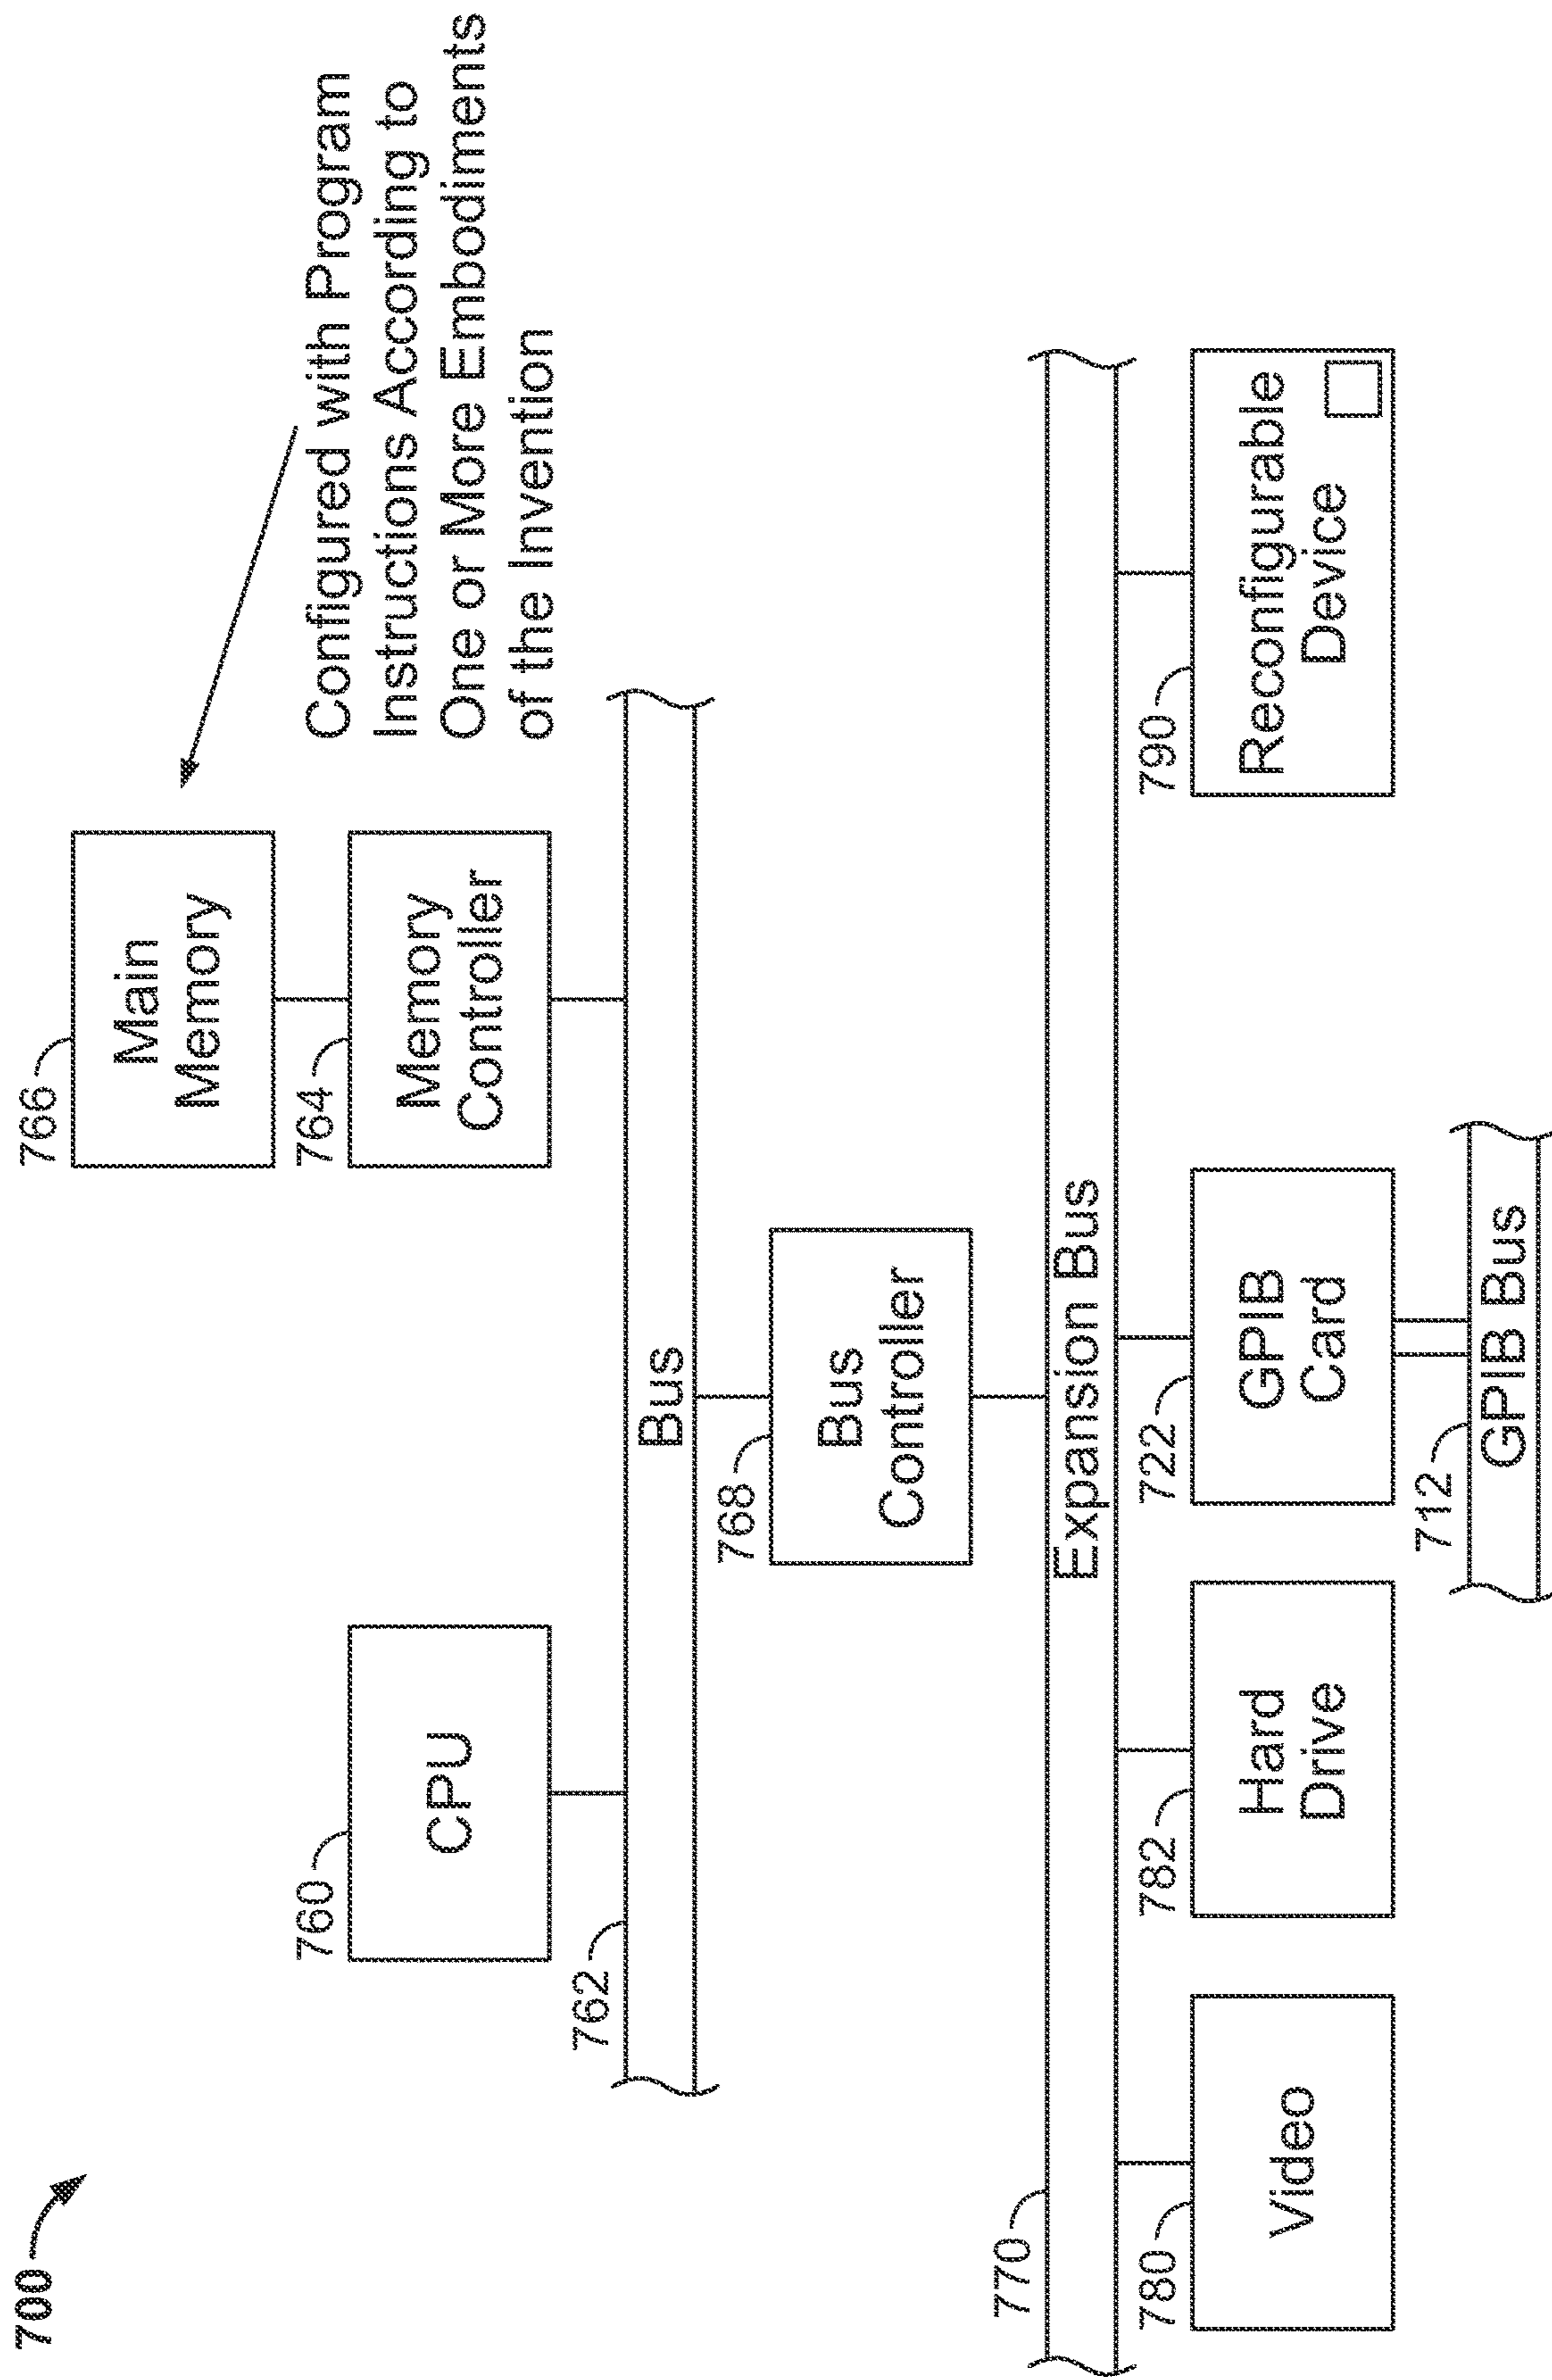 700
766
Main
Memory
Configured with Program
Instructions According to
One or More Embodiments
of the Invention
760
CPU
764
Memory
Controller
762
Bus
768
Bus
Controller
770
Expansion Bus
780
Video
782
Hard
Drive
722
GPIB
Card
790
Reconfigurable
Device
712
GPIB Bus